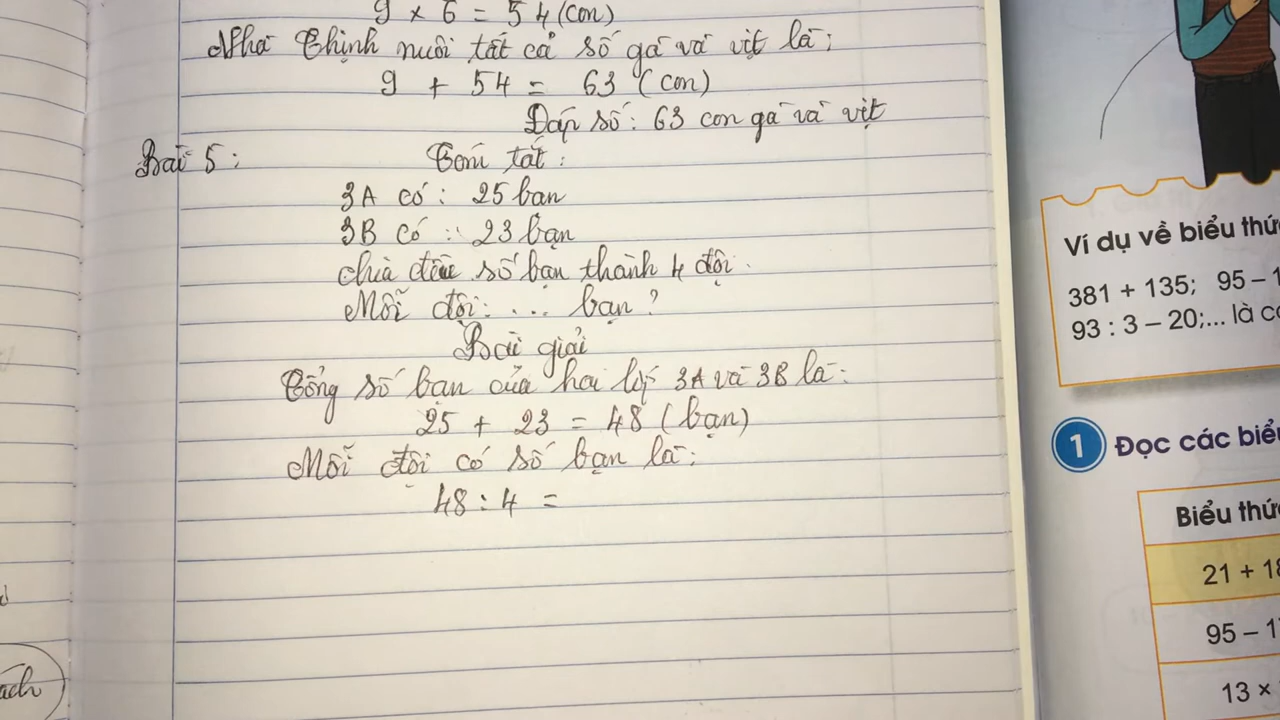 9 × 6 = 54 (con)
Nhà Thịnh nuôi tất cả số gà và vịt là:
9 + 54 = 63 (con)
Đáp số: 63 con gà và vịt
Bài 5:
Tóm tắt:
3A có: 25 bạn
3B có: 23 bạn
chia đều số bạn thành 4 đội.
Mỗi đội: ... bạn?
Bài giải
Tổng số bạn của hai lớp 3A và 3B là:
25 + 23 = 48 (bạn)
Mỗi đội có số bạn là:
48 : 4 =
ach
Ví dụ về biểu thứ
381 + 135; 95 – 1
93 : 3 – 20;... là c
1 Đọc các biể
Biểu thứ
21 + 18
95 – 1
13 ×